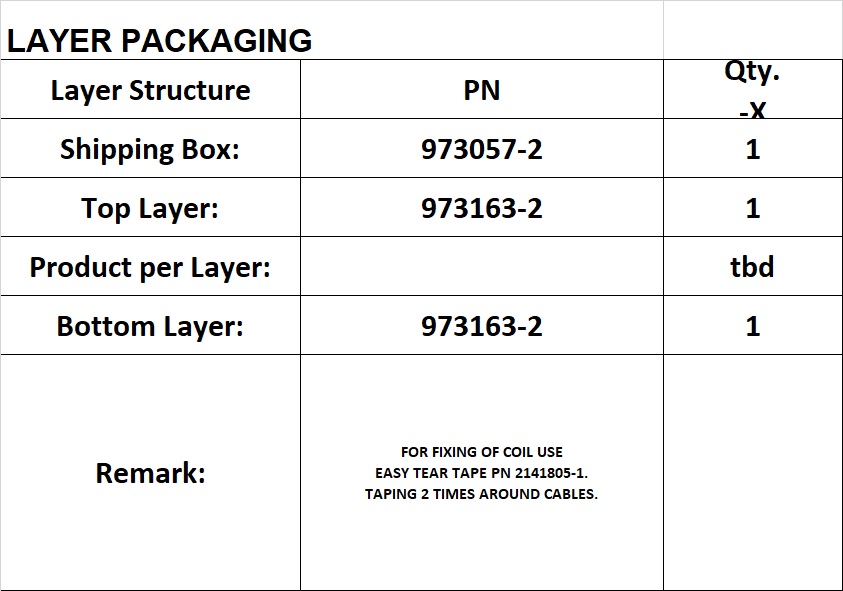 LAYER PACKAGING
Layer Structure PN Qty.
-X
Shipping Box: 973057-2 1
Top Layer: 973163-2 1
Product per Layer: tbd
Bottom Layer: 973163-2 1
Remark:
FOR FIXING OF COIL USE
EASY TEAR TAPE PN 2141805-1.
TAPING 2 TIMES AROUND CABLES.